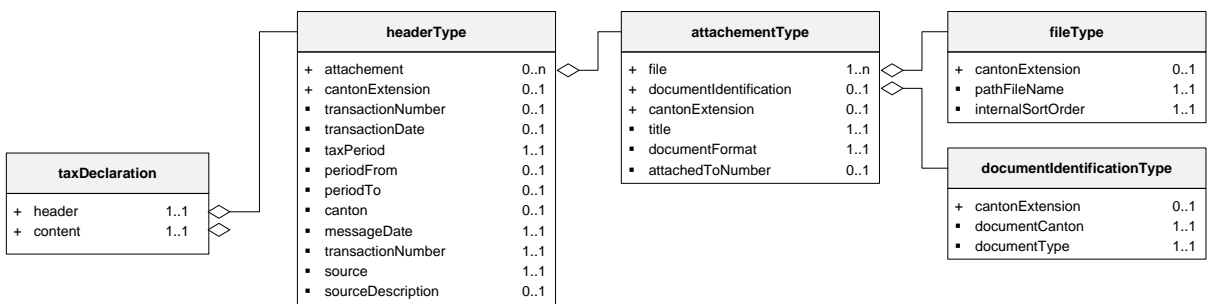 taxDeclaration
+ header 1..1
+ content 1..1
headerType
+ attachement 0..n
+ cantonExtension 0..1
▪ transactionNumber 0..1
▪ transactionDate 0..1
▪ taxPeriod 1..1
▪ periodFrom 0..1
▪ periodTo 0..1
▪ canton 0..1
▪ messageDate 1..1
▪ transactionNumber 1..1
▪ source 1..1
▪ sourceDescription 0..1
attachementType
+ file 1..n
+ documentIdentification 0..1
+ cantonExtension 0..1
▪ title 1..1
▪ documentFormat 1..1
▪ attachedToNumber 0..1
fileType
+ cantonExtension 0..1
▪ pathFileName 1..1
▪ internalSortOrder 1..1
documentIdentificationType
+ cantonExtension 0..1
▪ documentCanton 1..1
▪ documentType 1..1